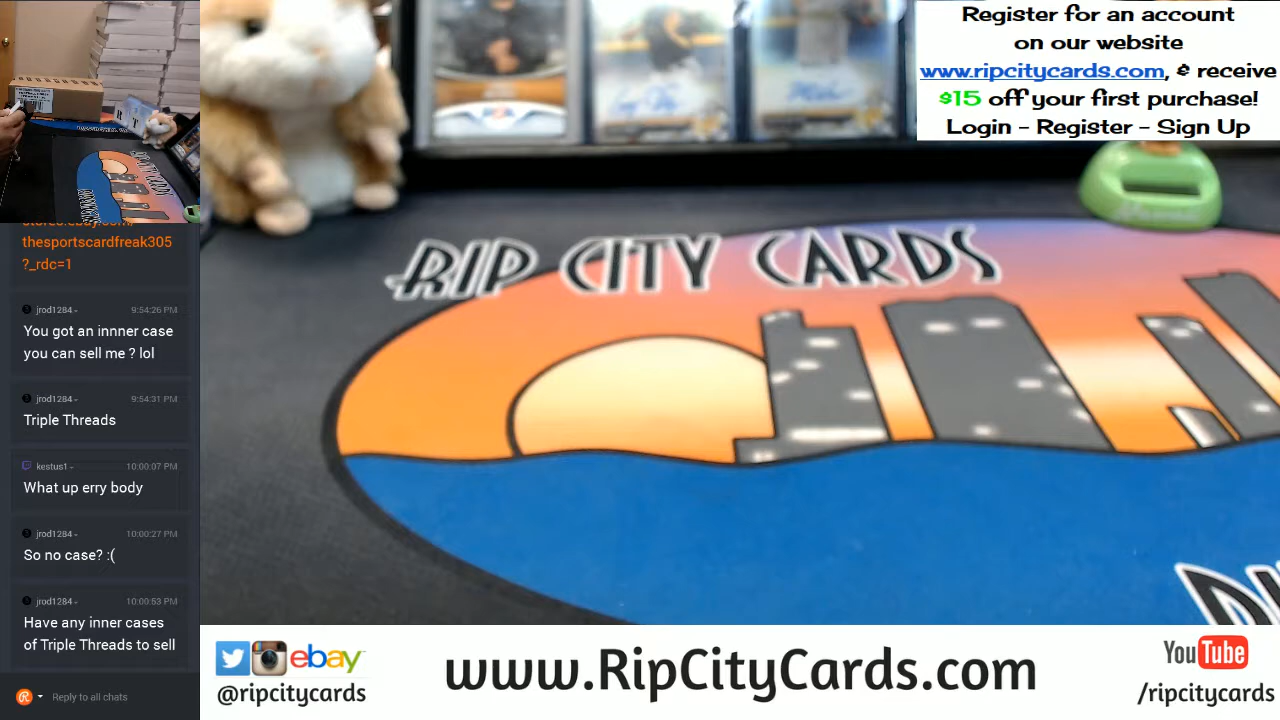 Register for an account
on our website
www.ripcitycards.com, & receive
$15 off your first purchase!
Login - Register - Sign Up
thesportscardfreak305
?_rdc=1
jrod1284 - 9:54:26 PM
You got an innner case
you can sell me ? lol
jrod1284 - 9:54:31 PM
Triple Threads
kestus1 - 10:00:07 PM
What up erry body
jrod1284 - 10:00:27 PM
So no case? :(
jrod1284 - 10:00:53 PM
Have any inner cases
of Triple Threads to sell
Reply to all chats
RIP CITY CARDS
ebay
@ripcitycards
www.RipCityCards.com
YouTube
/ripcitycards